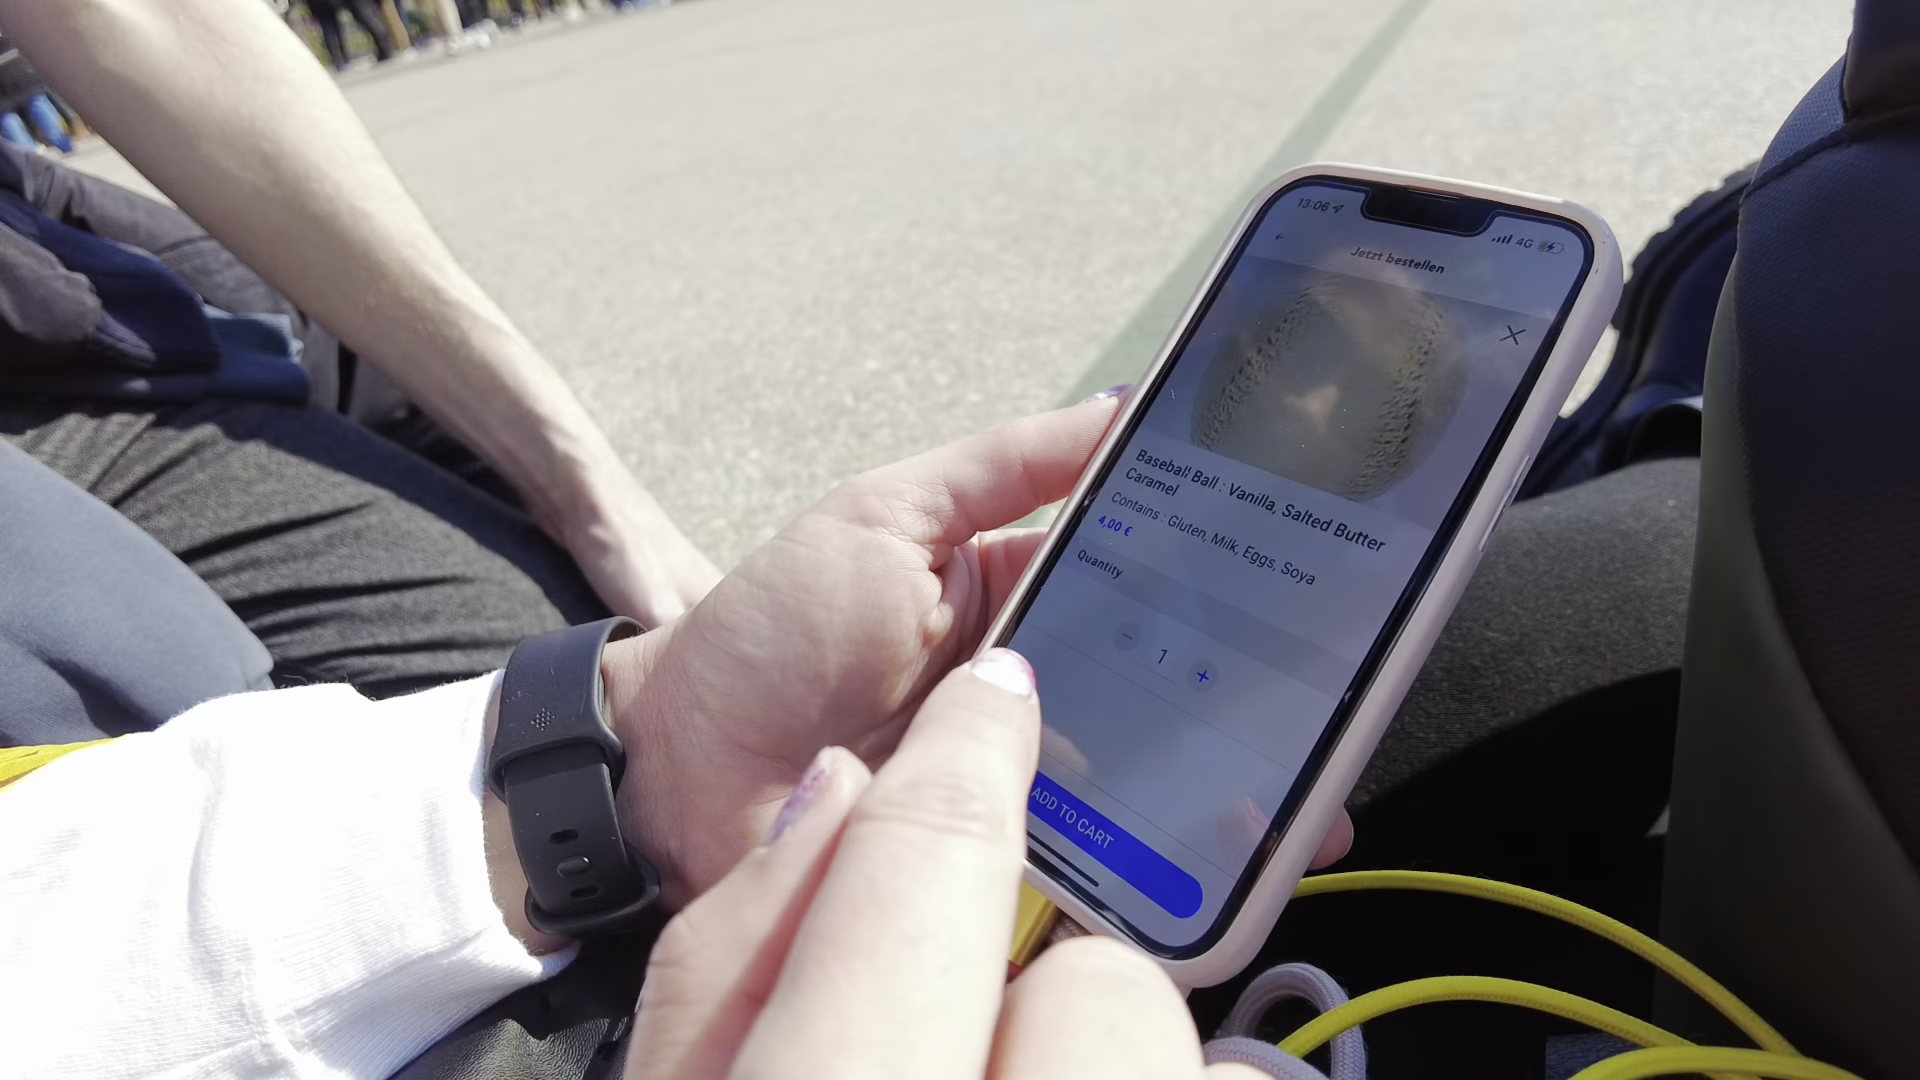 13:06
4G
←
Jetzt bestellen
Baseball Ball : Vanilla, Salted Butter
Caramel
Contains : Gluten, Milk, Eggs, Soya
4,00 €
Quantity
− 1 +
ADD TO CART